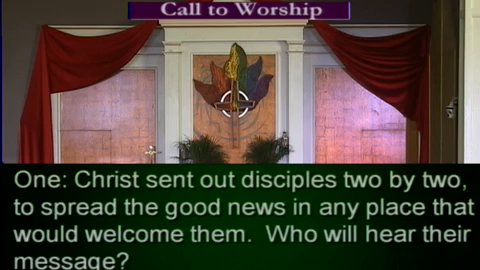 Call to Worship
One: Christ sent out disciples two by two,
to spread the good news in any place that
would welcome them.  Who will hear their
message?